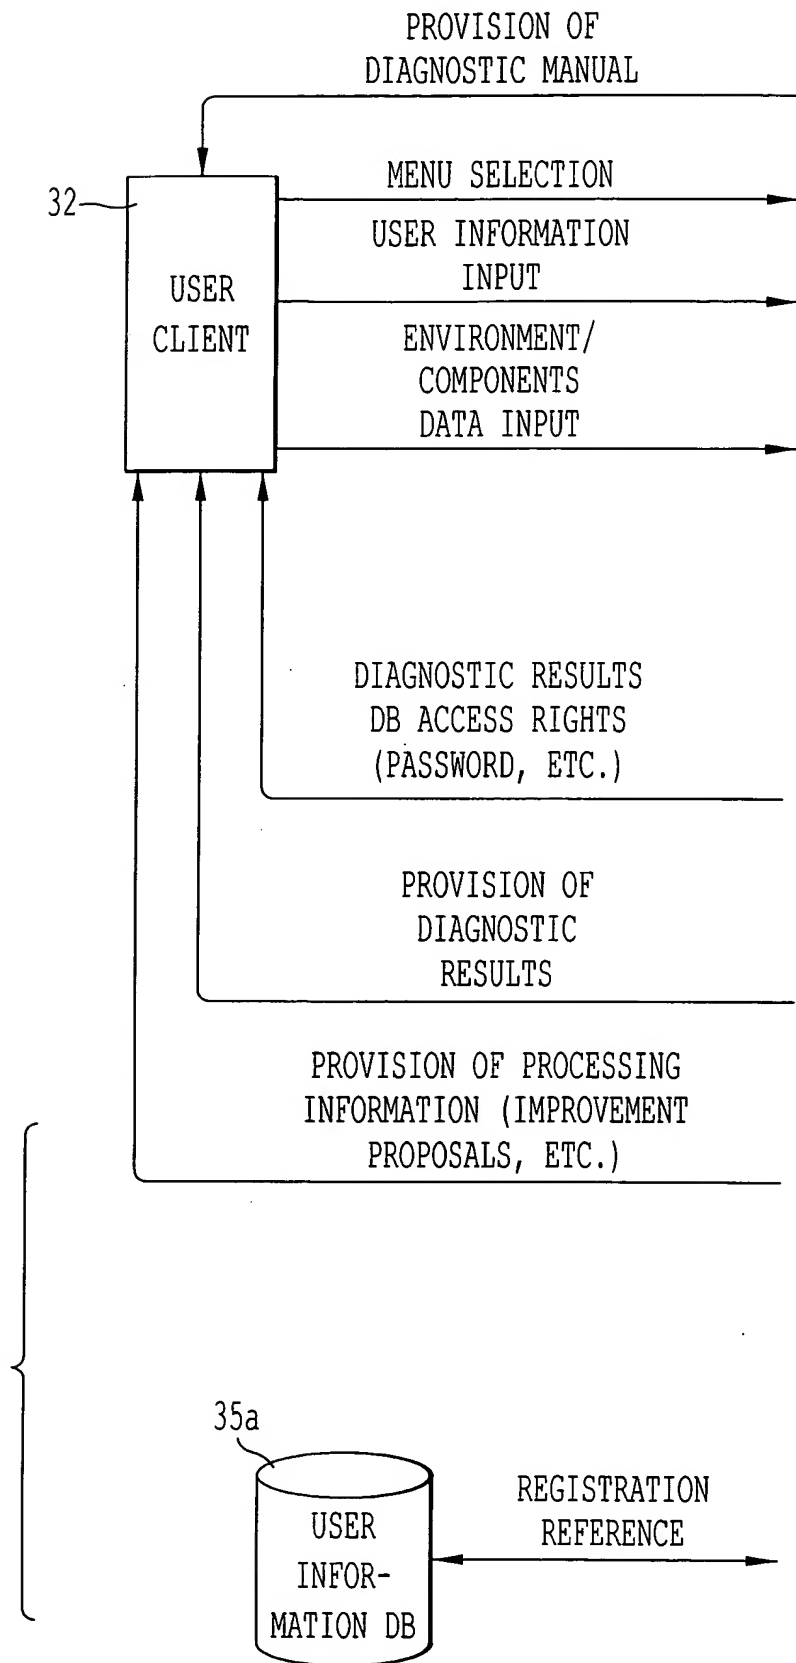 PROVISION OF
DIAGNOSTIC MANUAL
32
MENU SELECTION
USER INFORMATION
INPUT
USER
CLIENT
ENVIRONMENT/
COMPONENTS
DATA INPUT
DIAGNOSTIC RESULTS
DB ACCESS RIGHTS
(PASSWORD, ETC.)
PROVISION OF
DIAGNOSTIC
RESULTS
PROVISION OF PROCESSING
INFORMATION (IMPROVEMENT
PROPOSALS, ETC.)
35a
USER
INFOR-
MATION DB
REGISTRATION
REFERENCE